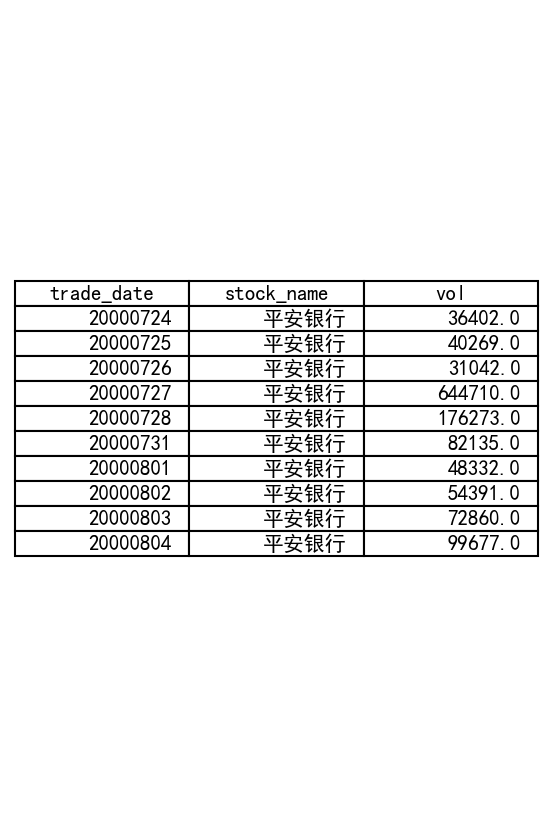 trade_date stock_name vol
20000724 平安银行 36402.0
20000725 平安银行 40269.0
20000726 平安银行 31042.0
20000727 平安银行 644710.0
20000728 平安银行 176273.0
20000731 平安银行 82135.0
20000801 平安银行 48332.0
20000802 平安银行 54391.0
20000803 平安银行 72860.0
20000804 平安银行 99677.0